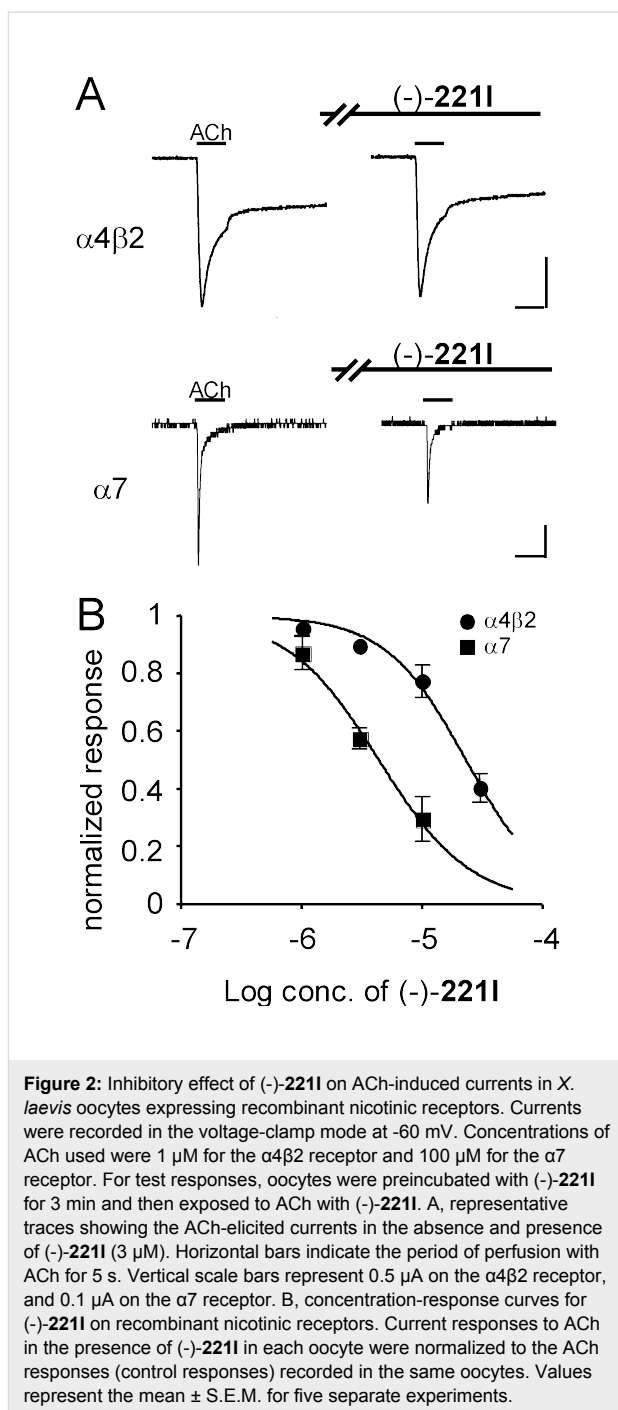 A
(-)-221I
ACh
α4β2
(-)-221I
ACh
α7
B
1
0.8
0.6
0.4
0.2
0
normalized response
α4β2
α7
-7
-6
-5
-4
Log conc. of (-)-221I
Figure 2: Inhibitory effect of (-)-221I on ACh-induced currents in X.
laevis oocytes expressing recombinant nicotinic receptors. Currents
were recorded in the voltage-clamp mode at -60 mV. Concentrations of
ACh used were 1 µM for the α4β2 receptor and 100 µM for the α7
receptor. For test responses, oocytes were preincubated with (-)-221I
for 3 min and then exposed to ACh with (-)-221I. A, representative
traces showing the ACh-elicited currents in the absence and presence
of (-)-221I (3 µM). Horizontal bars indicate the period of perfusion with
ACh for 5 s. Vertical scale bars represent 0.5 µA on the α4β2 receptor,
and 0.1 µA on the α7 receptor. B, concentration-response curves for
(-)-221I on recombinant nicotinic receptors. Current responses to ACh
in the presence of (-)-221I in each oocyte were normalized to the ACh
responses (control responses) recorded in the same oocytes. Values
represent the mean ± S.E.M. for five separate experiments.